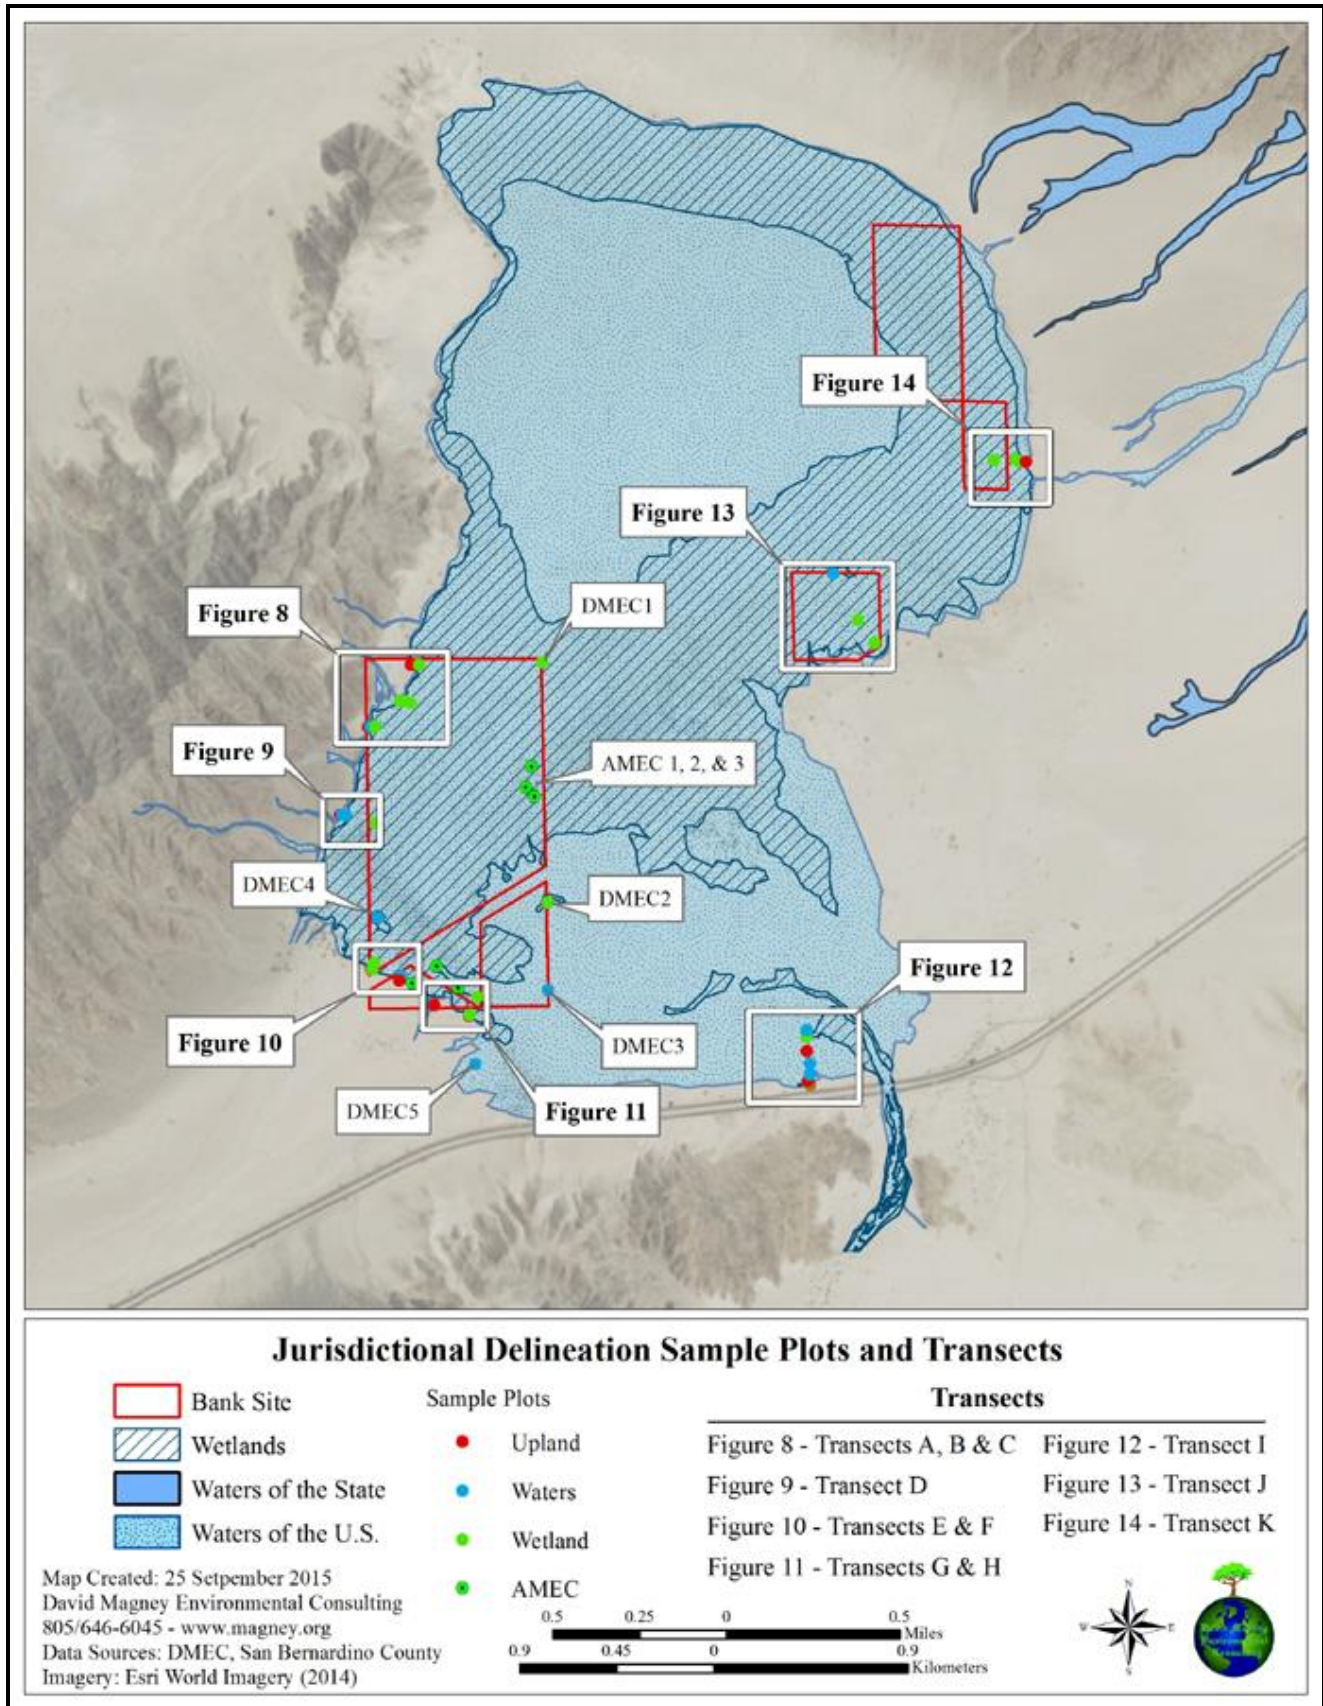 Figure 14
Figure 13
Figure 8
DMEC1
Figure 9
AMEC 1, 2, & 3
DMEC4
DMEC2
Figure 12
Figure 10
DMEC3
DMEC5
Figure 11
Jurisdictional Delineation Sample Plots and Transects
Bank Site
Wetlands
Waters of the State
Waters of the U.S.
Sample Plots
Upland
Waters
Wetland
AMEC
Transects
Figure 8 - Transects A, B & C
Figure 9 - Transect D
Figure 10 - Transects E & F
Figure 11 - Transects G & H
Figure 12 - Transect I
Figure 13 - Transect J
Figure 14 - Transect K
Map Created: 25 Setpember 2015
David Magney Environmental Consulting
805/646-6045 - www.magney.org
Data Sources: DMEC, San Bernardino County
Imagery: Esri World Imagery (2014)
0.5 0.25 0 0.5
Miles
0.9 0.45 0 0.9
Kilometers
N
W E
S